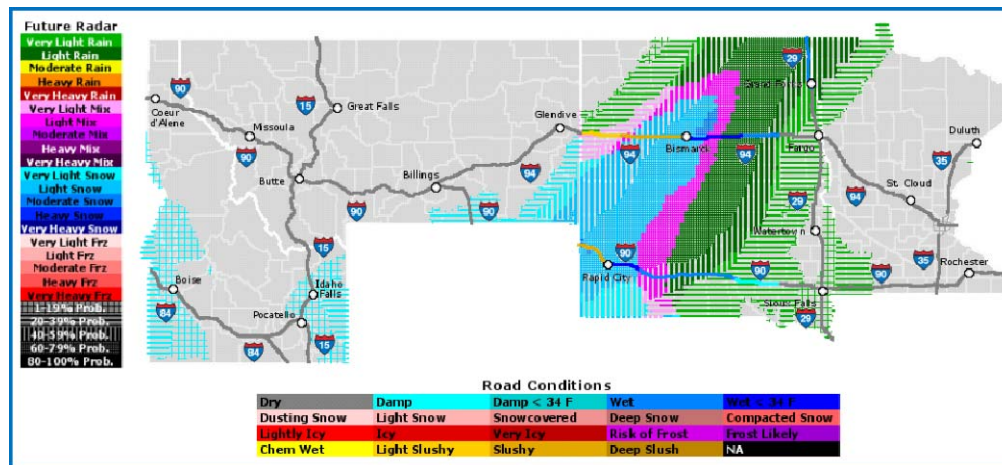 Future Radar
Very Light Rain
Light Rain
Moderate Rain
Heavy Rain
Very Heavy Rain
Very Light Mix
Light Mix
Moderate Mix
Heavy Mix
Very Heavy Mix
Very Light Snow
Light Snow
Moderate Snow
Heavy Snow
Very Heavy Snow
Very Light Frz
Light Frz
Moderate Frz
Heavy Frz
Very Heavy Frz
1-19% Prob.
20-39% Prob.
40-59% Prob.
60-79% Prob.
80-100% Prob.
90
Coeur
d'Alene
Missoula
90
15
Great Falls
Butte
Billings
90
94
90
Glendive
94
Bismarck
94
29
Grand Forks
Fargo
Duluth
35
St. Cloud
94
29
Watertown
90
Rapid City
90
35
Rochester
90
Sioux Falls
29
Boise
84
15
Idaho
Falls
Pocatello
84
15
Road Conditions
Dry Damp Damp < 34 F Wet Wet < 34 F
Dusting Snow Light Snow Snowcovered Deep Snow Compacted Snow
Lightly Icy Icy Very Icy Risk of Frost Frost Likely
Chem Wet Light Slushy Slushy Deep Slush NA